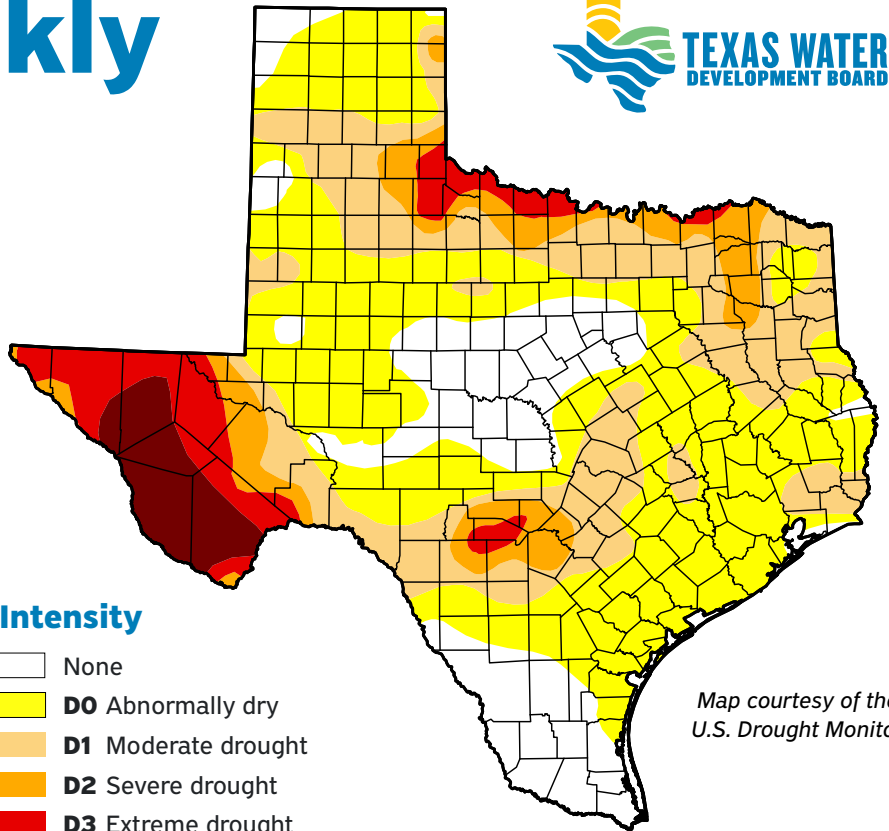 kly
TEXAS WATER
DEVELOPMENT BOARD
Intensity
None
D0 Abnormally dry
D1 Moderate drought
D2 Severe drought
D3 Extreme drought
Map courtesy of the
U.S. Drought Monito